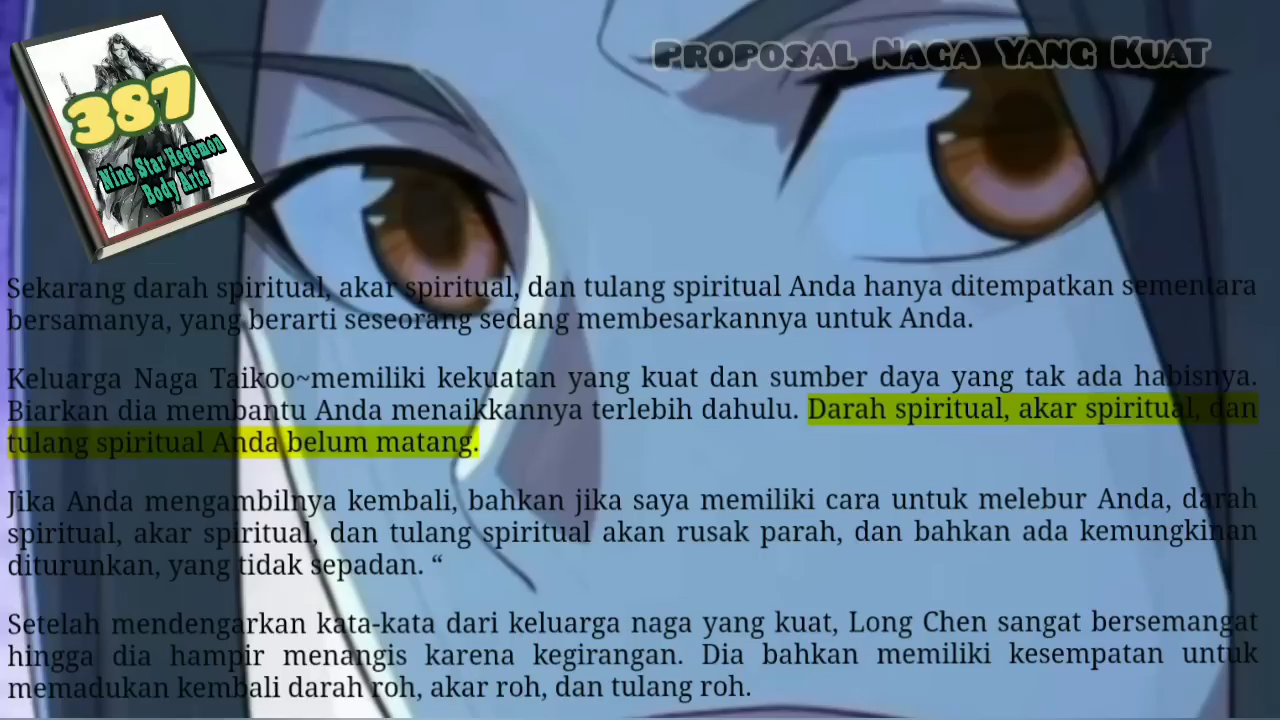 Proposal Naga Yang Kuat
387
Nine Star Hegemon
Body Arts
Sekarang darah spiritual, akar spiritual, dan tulang spiritual Anda hanya ditempatkan sementara
bersamanya, yang berarti seseorang sedang membesarkannya untuk Anda.
Keluarga Naga Taikoo~memiliki kekuatan yang kuat dan sumber daya yang tak ada habisnya.
Biarkan dia membantu Anda menaikkannya terlebih dahulu. Darah spiritual, akar spiritual, dan
tulang spiritual Anda belum matang.
Jika Anda mengambilnya kembali, bahkan jika saya memiliki cara untuk melebur Anda, darah
spiritual, akar spiritual, dan tulang spiritual akan rusak parah, dan bahkan ada kemungkinan
diturunkan, yang tidak sepadan. “
Setelah mendengarkan kata-kata dari keluarga naga yang kuat, Long Chen sangat bersemangat
hingga dia hampir menangis karena kegirangan. Dia bahkan memiliki kesempatan untuk
memadukan kembali darah roh, akar roh, dan tulang roh.